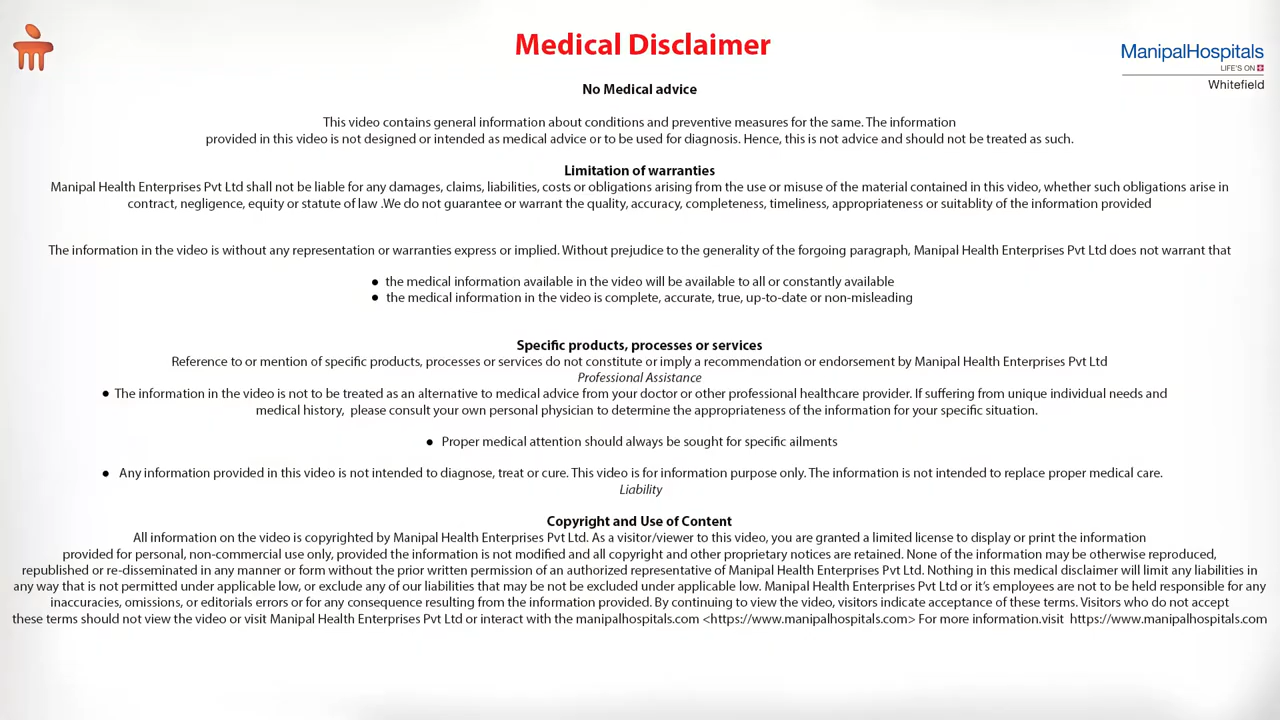 Medical Disclaimer
ManipalHospitals
LIFE'S ON
Whitefield
No Medical advice
This video contains general information about conditions and preventive measures for the same. The information
provided in this video is not designed or intended as medical advice or to be used for diagnosis. Hence, this is not advice and should not be treated as such.
Limitation of warranties
Manipal Health Enterprises Pvt Ltd shall not be liable for any damages, claims, liabilities, costs or obligations arising from the use or misuse of the material contained in this video, whether such obligations arise in
contract, negligence, equity or statute of law .We do not guarantee or warrant the quality, accuracy, completeness, timeliness, appropriateness or suitablity of the information provided
The information in the video is without any representation or warranties express or implied. Without prejudice to the generality of the forgoing paragraph, Manipal Health Enterprises Pvt Ltd does not warrant that
● the medical information available in the video will be available to all or constantly available
● the medical information in the video is complete, accurate, true, up-to-date or non-misleading
Specific products, processes or services
Reference to or mention of specific products, processes or services do not constitute or imply a recommendation or endorsement by Manipal Health Enterprises Pvt Ltd
Professional Assistance
● The information in the video is not to be treated as an alternative to medical advice from your doctor or other professional healthcare provider. If suffering from unique individual needs and
medical history, please consult your own personal physician to determine the appropriateness of the information for your specific situation.
● Proper medical attention should always be sought for specific ailments
● Any information provided in this video is not intended to diagnose, treat or cure. This video is for information purpose only. The information is not intended to replace proper medical care.
Liability
Copyright and Use of Content
All information on the video is copyrighted by Manipal Health Enterprises Pvt Ltd. As a visitor/viewer to this video, you are granted a limited license to display or print the information
provided for personal, non-commercial use only, provided the information is not modified and all copyright and other proprietary notices are retained. None of the information may be otherwise reproduced,
republished or re-disseminated in any manner or form without the prior written permission of an authorized representative of Manipal Health Enterprises Pvt Ltd. Nothing in this medical disclaimer will limit any liabilities in
any way that is not permitted under applicable low, or exclude any of our liabilities that may be not be excluded under applicable low. Manipal Health Enterprises Pvt Ltd or it's employees are not to be held responsible for any
inaccuracies, omissions, or editorials errors or for any consequence resulting from the information provided. By continuing to view the video, visitors indicate acceptance of these terms. Visitors who do not accept
these terms should not view the video or visit Manipal Health Enterprises Pvt Ltd or interact with the manipalhospitals.com <https://www.manipalhospitals.com> For more information.visit https://www.manipalhospitals.com